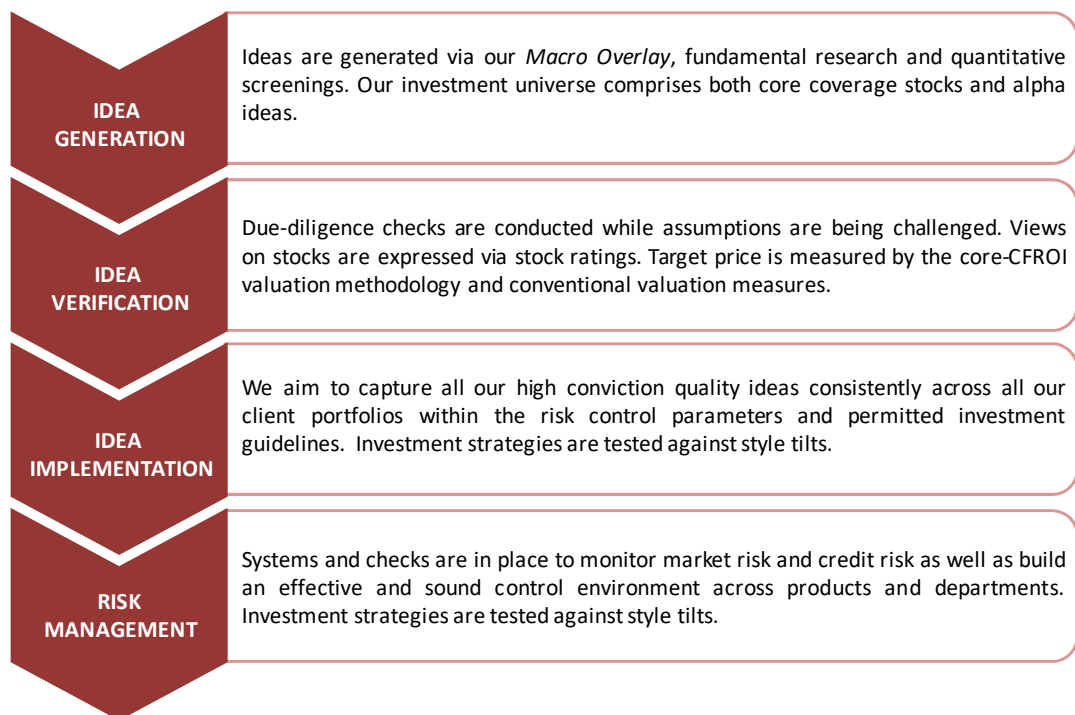 IDEA
GENERATION
Ideas are generated via our Macro Overlay, fundamental research and quantitative
screenings. Our investment universe comprises both core coverage stocks and alpha
ideas.
IDEA
VERIFICATION
Due-diligence checks are conducted while assumptions are being challenged. Views
on stocks are expressed via stock ratings. Target price is measured by the core-CFROI
valuation methodology and conventional valuation measures.
IDEA
IMPLEMENTATION
We aim to capture all our high conviction quality ideas consistently across all our
client portfolios within the risk control parameters and permitted investment
guidelines. Investment strategies are tested against style tilts.
RISK
MANAGEMENT
Systems and checks are in place to monitor market risk and credit risk as well as build
an effective and sound control environment across products and departments.
Investment strategies are tested against style tilts.